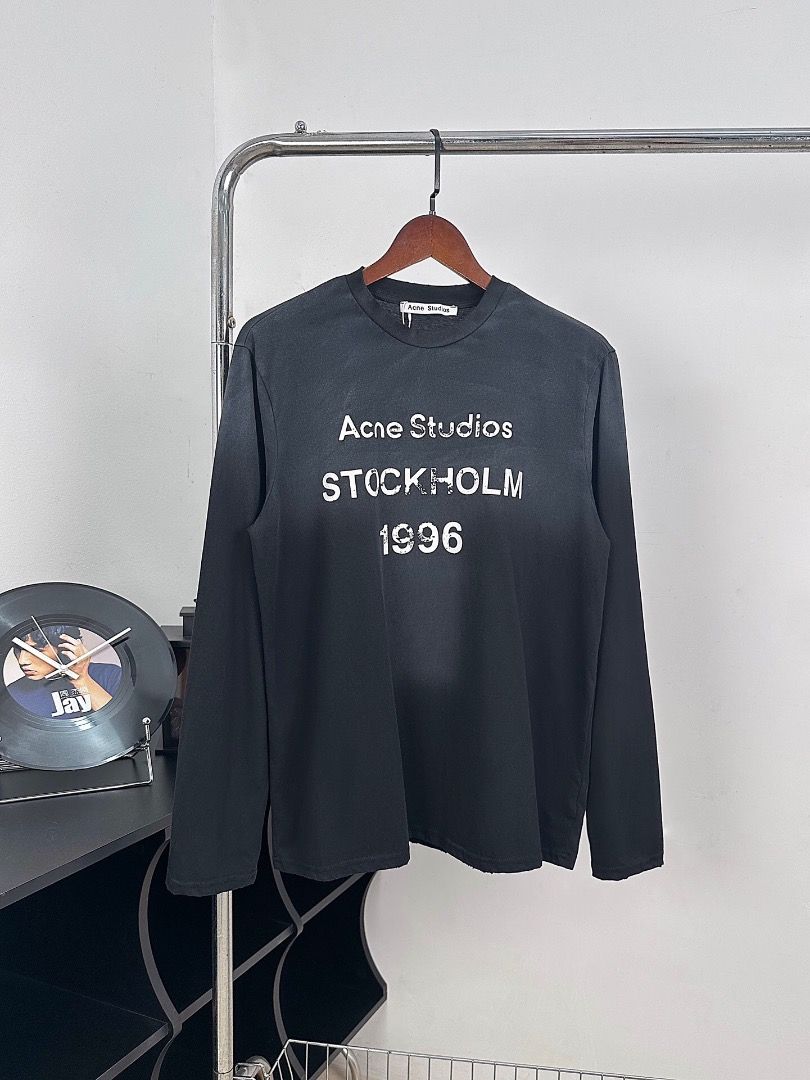 Acne Studios
Acne Studios
STOCKHOLM
1996
Jay